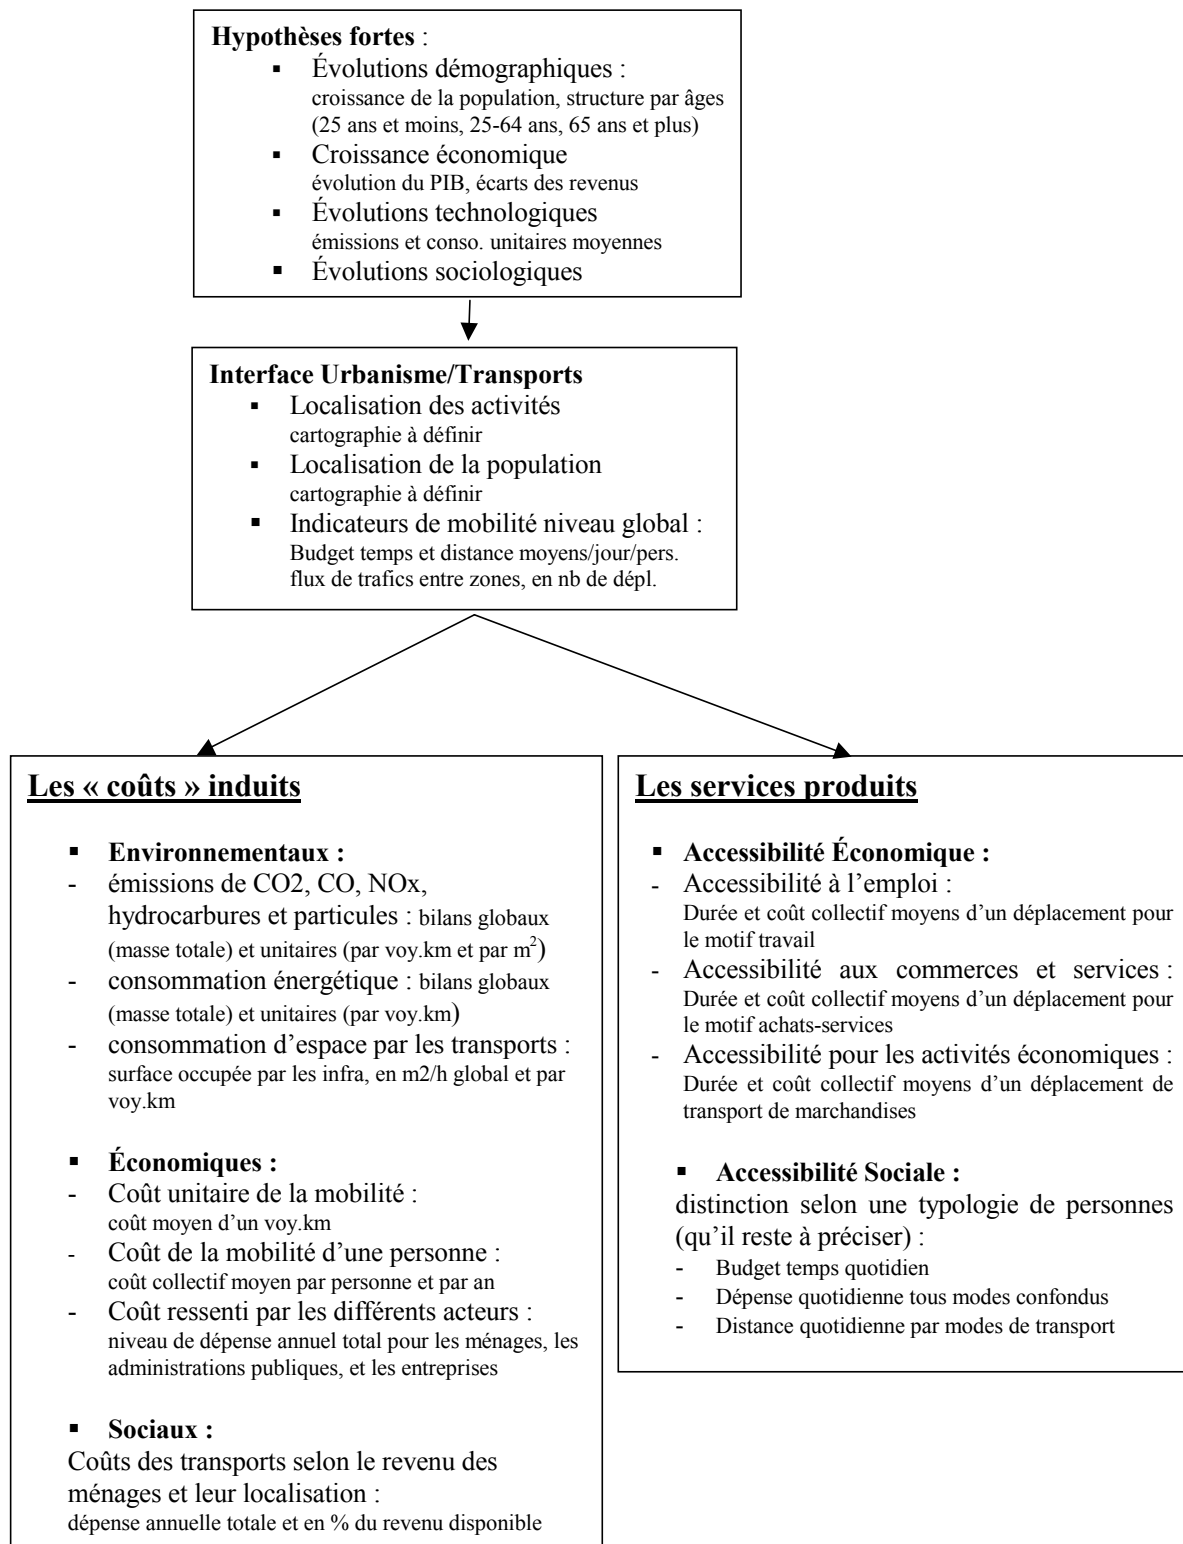 Hypothèses fortes :
▪ Évolutions démographiques :
croissance de la population, structure par âges
(25 ans et moins, 25-64 ans, 65 ans et plus)
▪ Croissance économique
évolution du PIB, écarts des revenus
▪ Évolutions technologiques
émissions et conso. unitaires moyennes
▪ Évolutions sociologiques
Interface Urbanisme/Transports
▪ Localisation des activités
cartographie à définir
▪ Localisation de la population
cartographie à définir
▪ Indicateurs de mobilité niveau global :
Budget temps et distance moyens/jour/pers.
flux de trafics entre zones, en nb de dépl.
Les « coûts » induits
▪ Environnementaux :
- émissions de CO2, CO, NOx,
hydrocarbures et particules : bilans globaux
(masse totale) et unitaires (par voy.km et par m²)
- consommation énergétique : bilans globaux
(masse totale) et unitaires (par voy.km)
- consommation d’espace par les transports :
surface occupée par les infra, en m2/h global et par
voy.km
▪ Économiques :
- Coût unitaire de la mobilité :
coût moyen d’un voy.km
- Coût de la mobilité d’une personne :
coût collectif moyen par personne et par an
- Coût ressenti par les différents acteurs :
niveau de dépense annuel total pour les ménages, les
administrations publiques, et les entreprises
▪ Sociaux :
Coûts des transports selon le revenu des
ménages et leur localisation :
dépense annuelle totale et en % du revenu disponible
Les services produits
▪ Accessibilité Économique :
- Accessibilité à l’emploi :
Durée et coût collectif moyens d’un déplacement pour
le motif travail
- Accessibilité aux commerces et services :
Durée et coût collectif moyens d’un déplacement pour
le motif achats-services
- Accessibilité pour les activités économiques :
Durée et coût collectif moyens d’un déplacement de
transport de marchandises
▪ Accessibilité Sociale :
distinction selon une typologie de personnes
(qu’il reste à préciser) :
- Budget temps quotidien
- Dépense quotidienne tous modes confondus
- Distance quotidienne par modes de transport